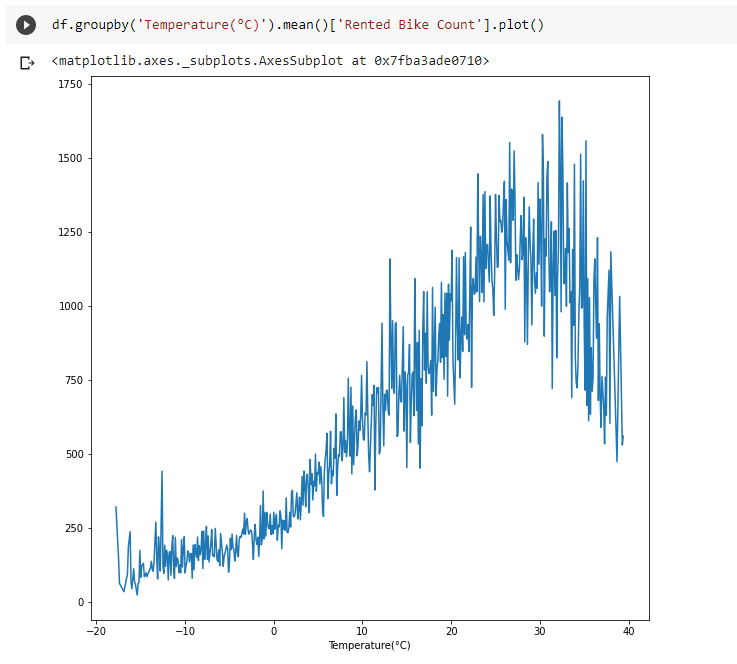 df.groupby('Temperature(°C)').mean()['Rented Bike Count'].plot()
<matplotlib.axes._subplots.AxesSubplot at 0x7fba3ade0710>
1750
1500
1250
1000
750
500
250
0
−20 −10 0 10 20 30 40
Temperature(°C)